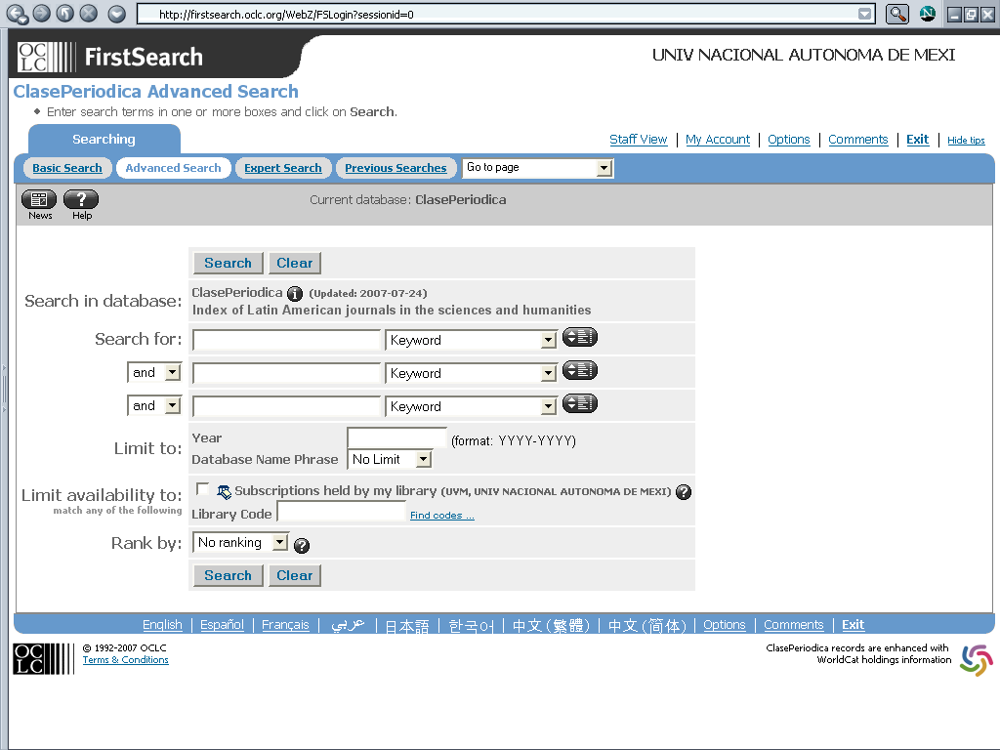 http://firstsearch.oclc.org/WebZ/FSLogin?sessionid=0
N
OC
LC
FirstSearch
UNIV NACIONAL AUTONOMA DE MEXI
ClasePeriodica Advanced Search
• Enter search terms in one or more boxes and click on Search.
Searching
Staff View | My Account | Options | Comments | Exit | Hide tips
Basic Search Advanced Search Expert Search Previous Searches Go to page
News Help
Current database: ClasePeriodica
Search Clear
Search in database: ClasePeriodica (Updated: 2007-07-24)
Index of Latin American journals in the sciences and humanities
Search for: Keyword
and Keyword
and Keyword
Limit to: Year (format: YYYY-YYYY)
Database Name Phrase No Limit
Limit availability to: Subscriptions held by my library (UVM, UNIV NACIONAL AUTONOMA DE MEXI) ?
match any of the following
Library Code Find codes ...
Rank by: No ranking ?
Search Clear
English | Español | Français | عربي | 日本語 | 한국어 | 中文(繁體) | 中文(简体) | Options | Comments | Exit
OC
LC
© 1992-2007 OCLC
Terms & Conditions
ClasePeriodica records are enhanced with
WorldCat holdings information